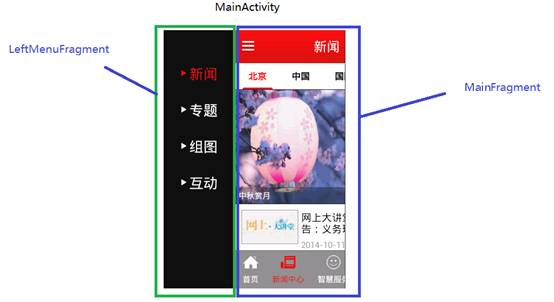 MainActivity
LeftMenuFragment
MainFragment
新闻
专题
组图
互动
新闻
北京
中国
国
中秋赏月
网上大讲堂
网上大讲堂
告：义务
2014-10-11
首页
新闻中心
智慧服